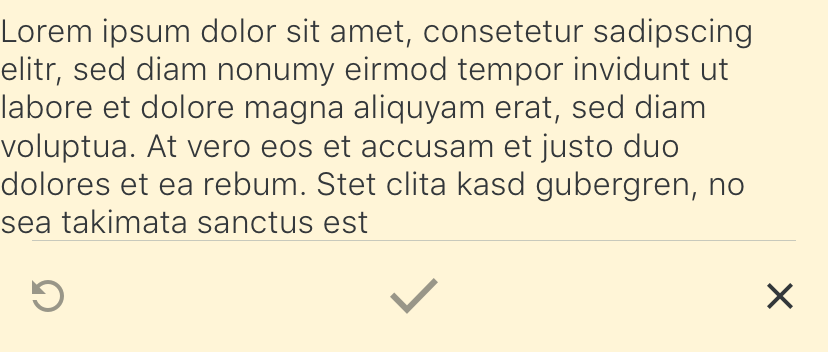 Lorem ipsum dolor sit amet, consetetur sadipscing
elitr, sed diam nonumy eirmod tempor invidunt ut
labore et dolore magna aliquyam erat, sed diam
voluptua. At vero eos et accusam et justo duo
dolores et ea rebum. Stet clita kasd gubergren, no
sea takimata sanctus est